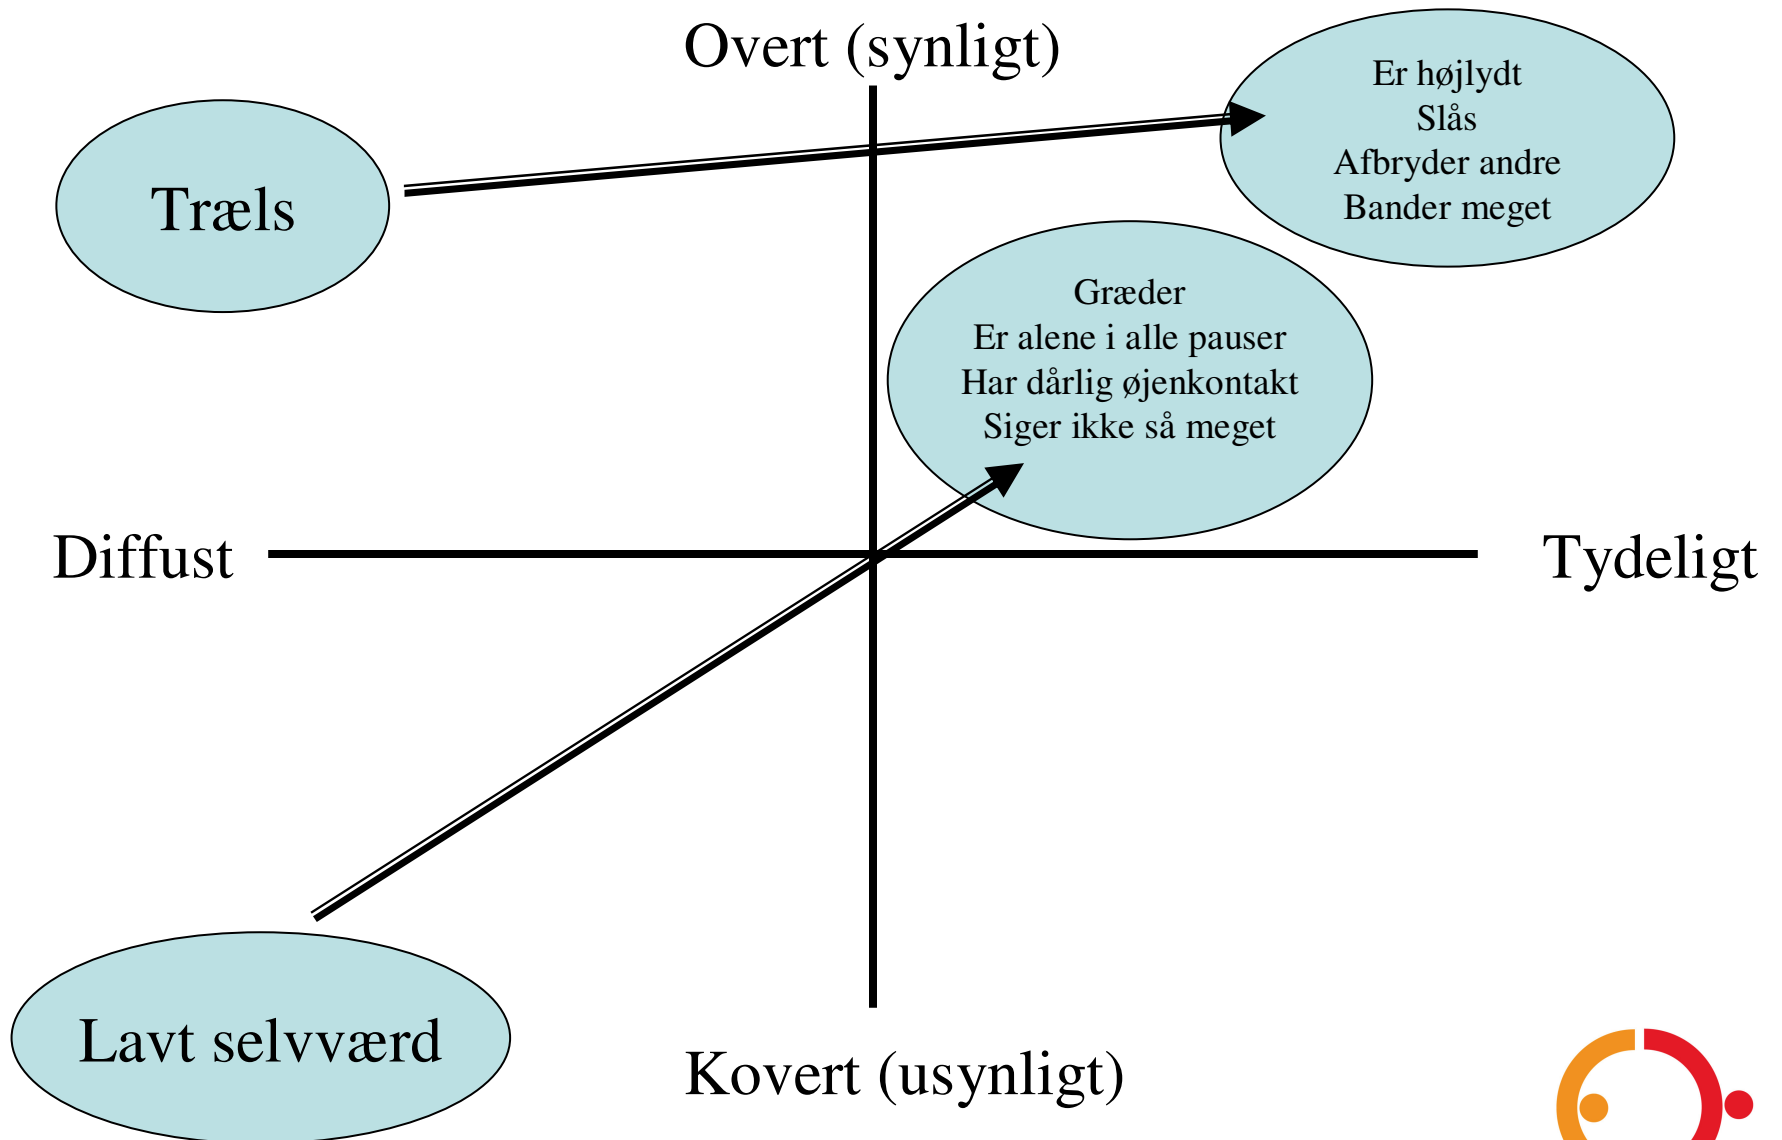 Overt (synligt)
Er højlydt
Slås
Afbryder andre
Bander meget
Træls
Græder
Er alene i alle pauser
Har dårlig øjenkontakt
Siger ikke så meget
Diffust
Tydeligt
Lavt selvværd
Kovert (usynligt)